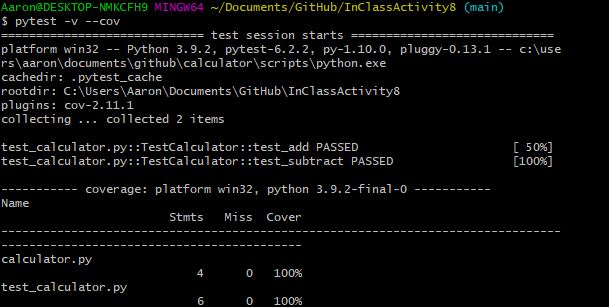 Aaron@DESKTOP-NMKCFH9 MINGW64 ~/Documents/GitHub/InClassActivity8 (main)
$ pytest -v --cov
============================= test session starts =============================
platform win32 -- Python 3.9.2, pytest-6.2.2, py-1.10.0, pluggy-0.13.1 -- c:\use
rs\aaron\documents\github\calculator\scripts\python.exe
cachedir: .pytest_cache
rootdir: C:\Users\Aaron\Documents\GitHub\InClassActivity8
plugins: cov-2.11.1
collecting ... collected 2 items
test_calculator.py::TestCalculator::test_add PASSED                      [ 50%]
test_calculator.py::TestCalculator::test_subtract PASSED                 [100%]
----------- coverage: platform win32, python 3.9.2-final-0 -----------
Name
                          Stmts   Miss  Cover
--------------------------------------------------------------------------------
-------------------------------------------
calculator.py
                              4      0   100%
test_calculator.py
                              6      0   100%